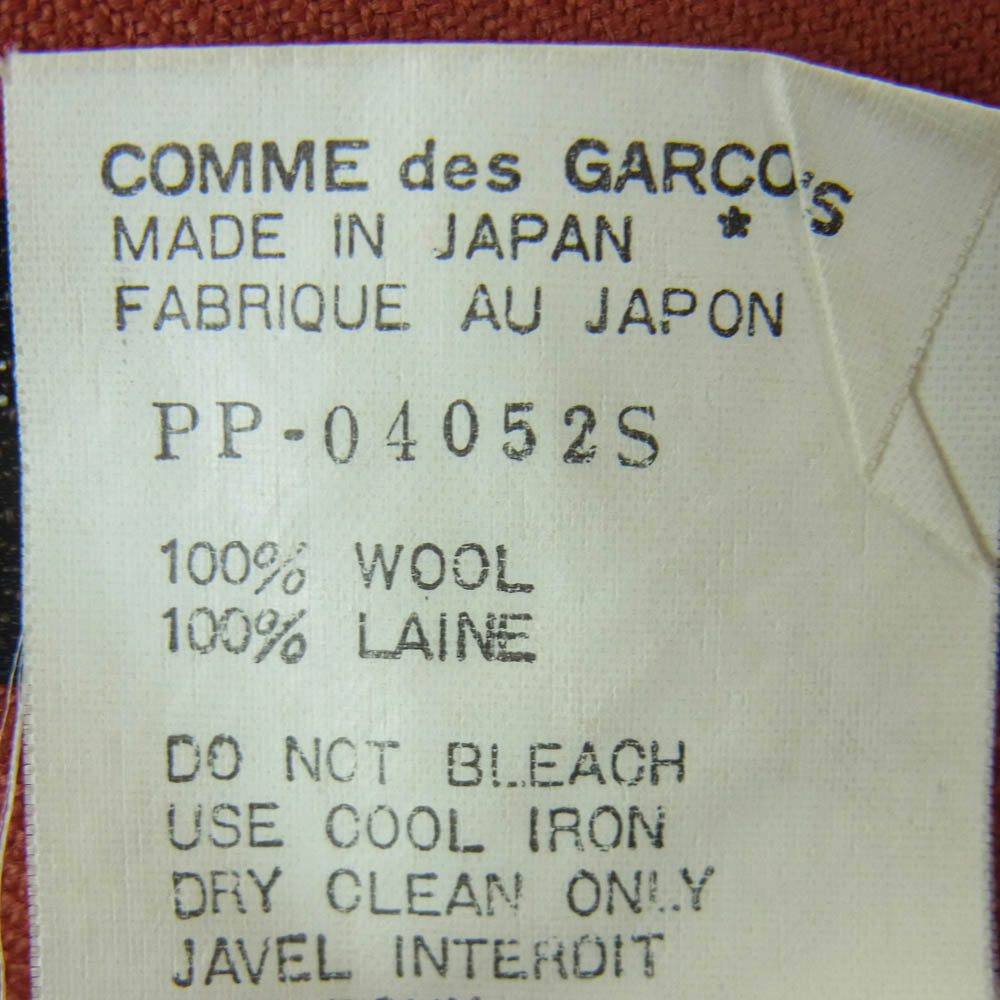 COMME des GARCO'S
*
MADE IN JAPAN
FABRIQUE AU JAPON
PP-04052S
100% WOOL
100% LAINE
DO NOT BLEACH
USE COOL IRON
DRY CLEAN ONLY
JAVEL INTERDIT